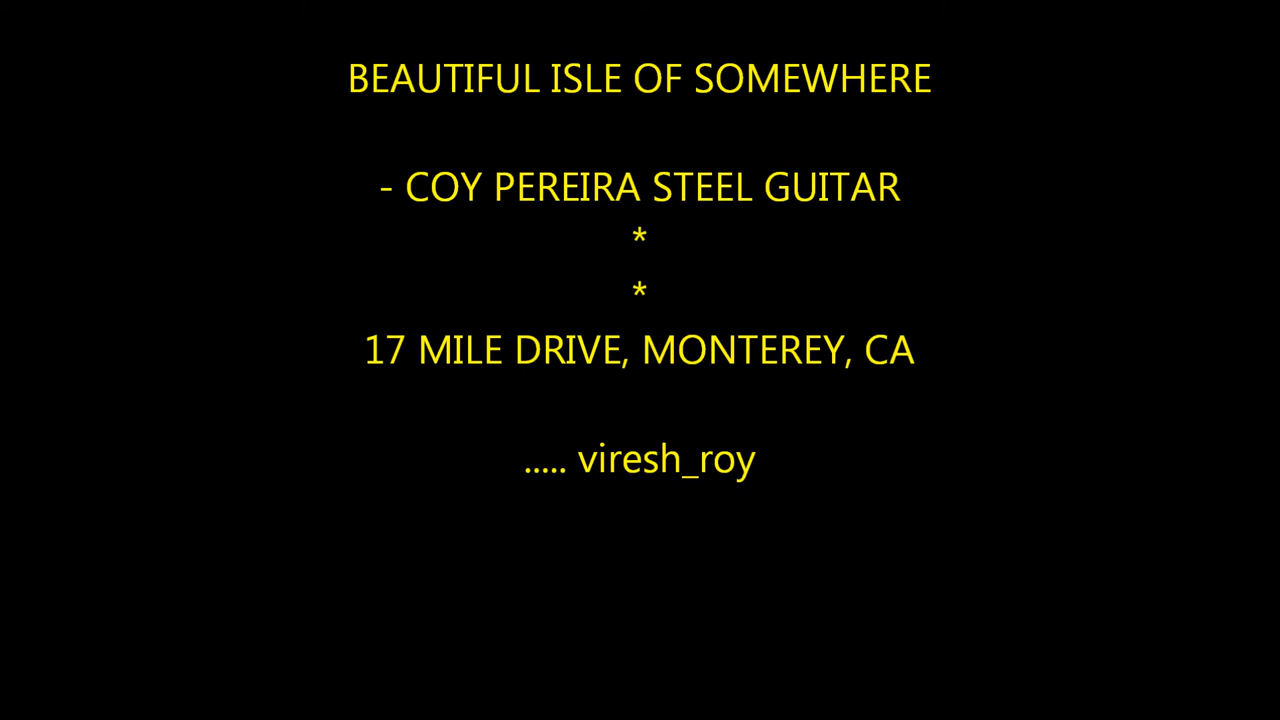 BEAUTIFUL ISLE OF SOMEWHERE
- COY PEREIRA STEEL GUITAR
*
*
17 MILE DRIVE, MONTEREY, CA
..... viresh_roy